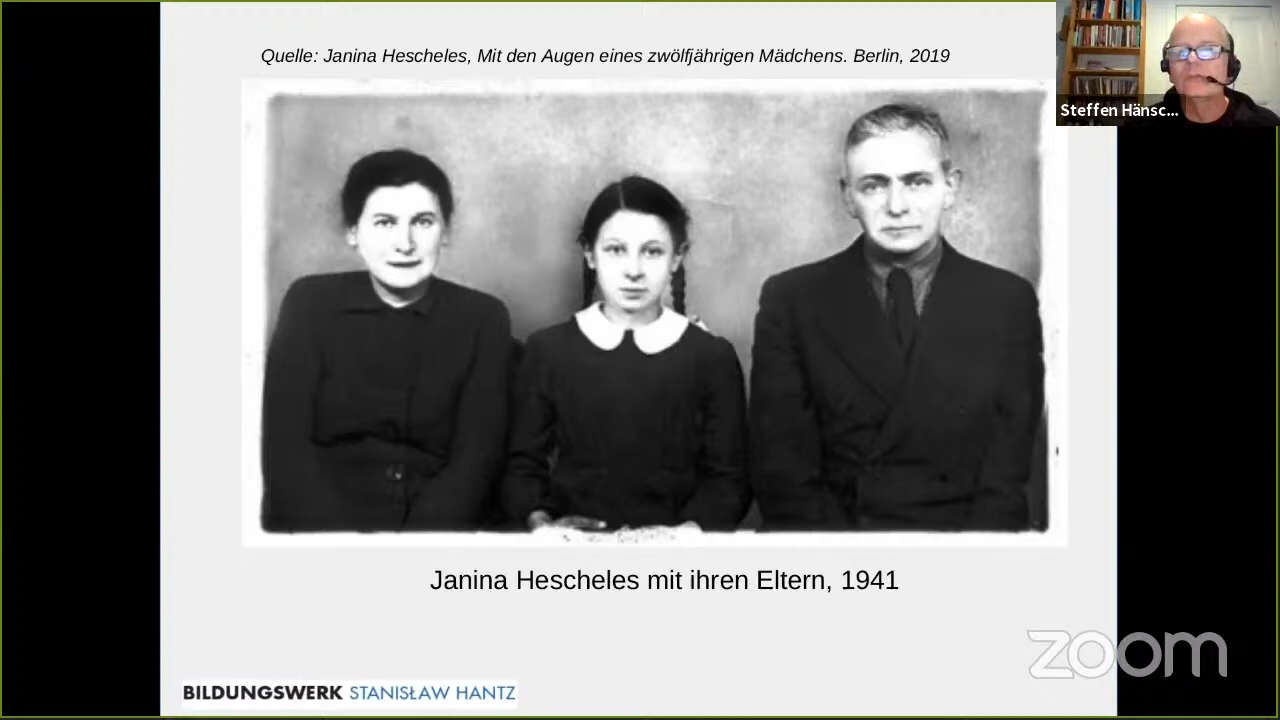 Quelle: Janina Hescheles, Mit den Augen eines zwölfjährigen Mädchens. Berlin, 2019
Steffen Hänsc...
Janina Hescheles mit ihren Eltern, 1941
zoom
BILDUNGSWERK STANISŁAW HANTZ